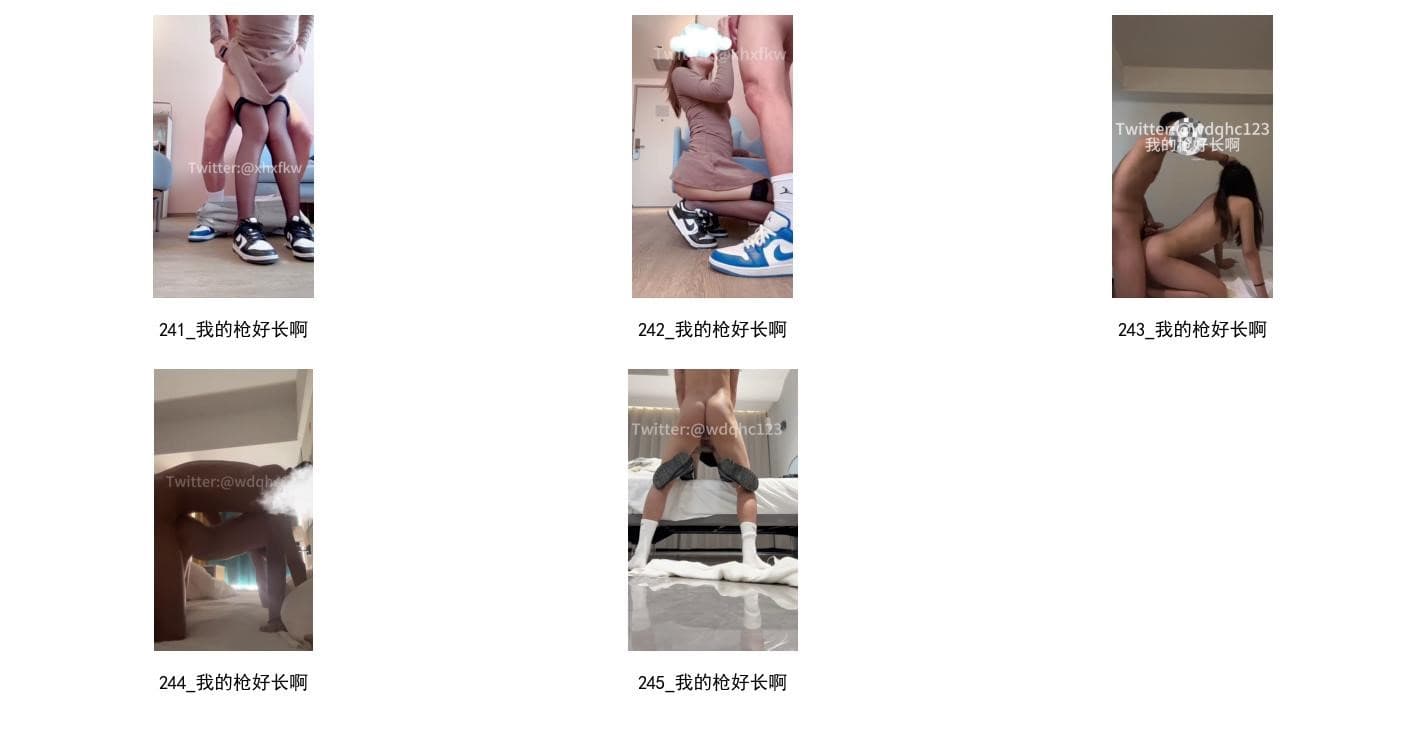 Twitter:@xhxfkw
Twitter:@xhxfkw
Twitter:@wdqhc123
我的枪好长啊
241_我的枪好长啊
242_我的枪好长啊
243_我的枪好长啊
Twitter:@wdqh
Twitter:@wdqhc123
244_我的枪好长啊
245_我的枪好长啊